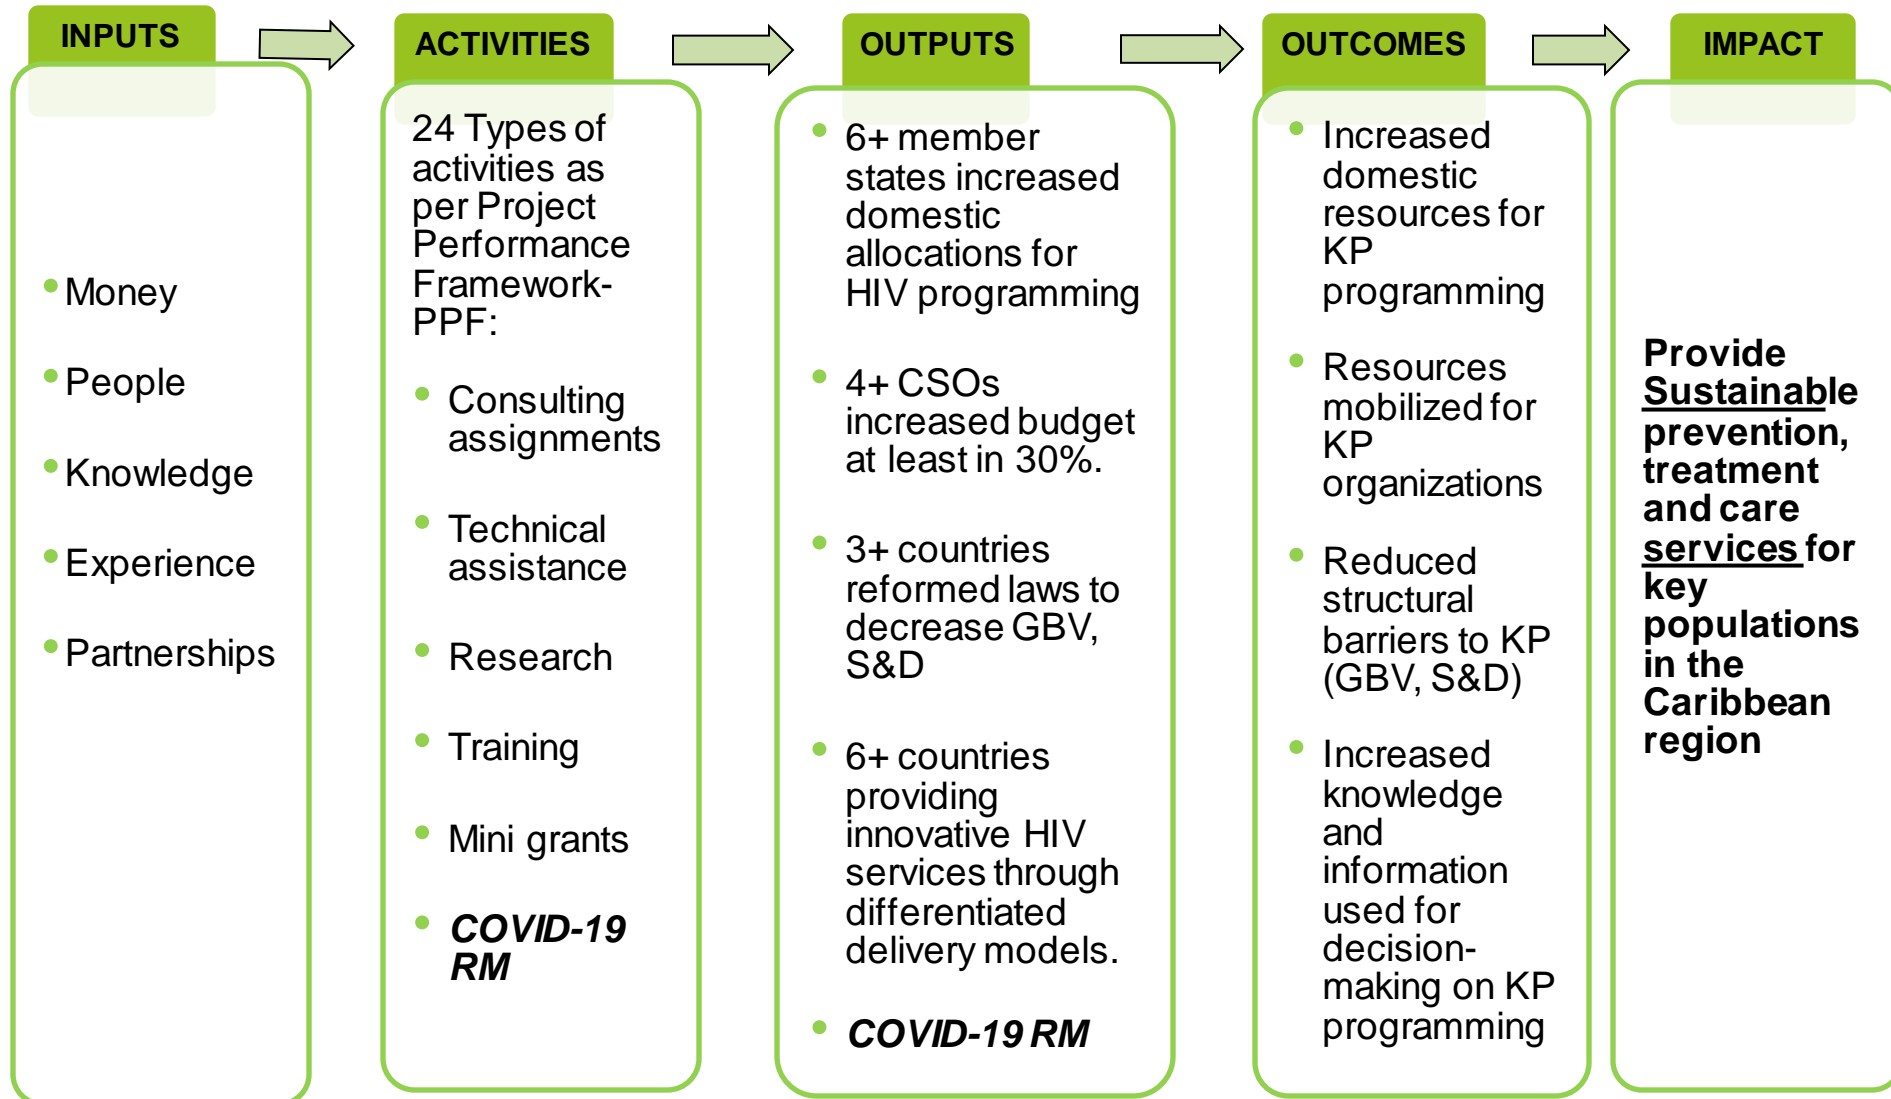 INPUTS
Money
People
Knowledge
Experience
Partnerships
ACTIVITIES
24 Types of
activities as
per Project
Performance
Framework-
PPF:
Consulting
assignments
Technical
assistance
Research
Training
Mini grants
COVID-19
RM
OUTPUTS
6+ member
states increased
domestic
allocations for
HIV programming
4+ CSOs
increased budget
at least in 30%.
3+ countries
reformed laws to
decrease GBV,
S&D
6+ countries
providing
innovative HIV
services through
differentiated
delivery models.
COVID-19 RM
OUTCOMES
Increased
domestic
resources for
KP
programming
Resources
mobilized for
KP
organizations
Reduced
structural
barriers to KP
(GBV, S&D)
Increased
knowledge
and
information
used for
decision-
making on KP
programming
IMPACT
Provide
Sustainable
prevention,
treatment
and care
services for
key
populations
in the
Caribbean
region